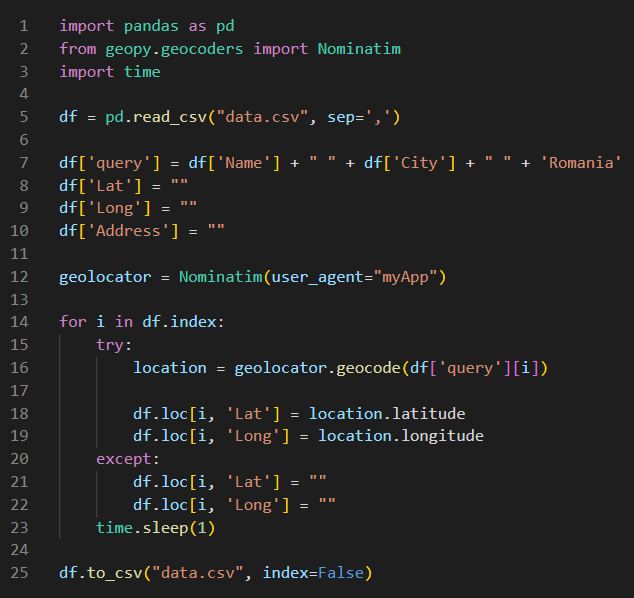 1 import pandas as pd
2 from geopy.geocoders import Nominatim
3 import time
4
5 df = pd.read_csv("data.csv", sep=',')
6
7 df['query'] = df['Name'] + " " + df['City'] + " " + 'Romania'
8 df['Lat'] = ""
9 df['Long'] = ""
10 df['Address'] = ""
11
12 geolocator = Nominatim(user_agent="myApp")
13
14 for i in df.index:
15     try:
16         location = geolocator.geocode(df['query'][i])
17
18         df.loc[i, 'Lat'] = location.latitude
19         df.loc[i, 'Long'] = location.longitude
20     except:
21         df.loc[i, 'Lat'] = ""
22         df.loc[i, 'Long'] = ""
23     time.sleep(1)
24
25 df.to_csv("data.csv", index=False)